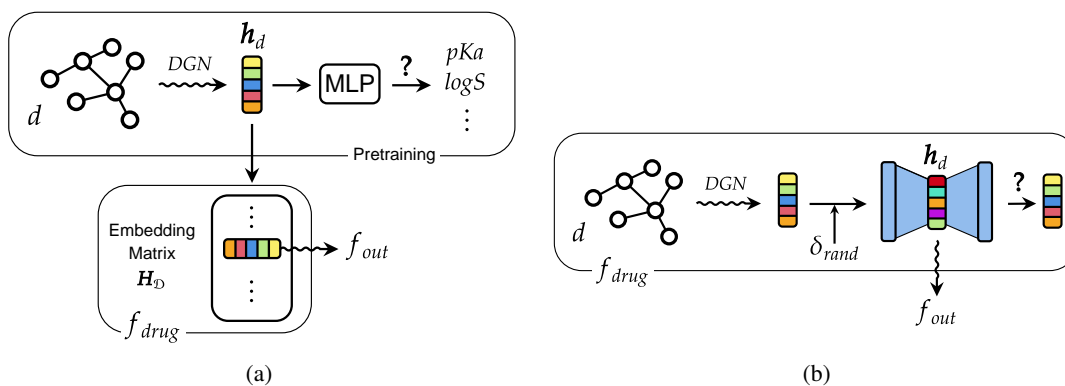 d
DGN
h_d
MLP
?
pKa
logS
⋮
Pretraining
Embedding
Matrix
H_𝒟
⋮
⋮
f_out
f_drug
(a)
d
DGN
δ_rand
h_d
?
f_drug
f_out
(b)